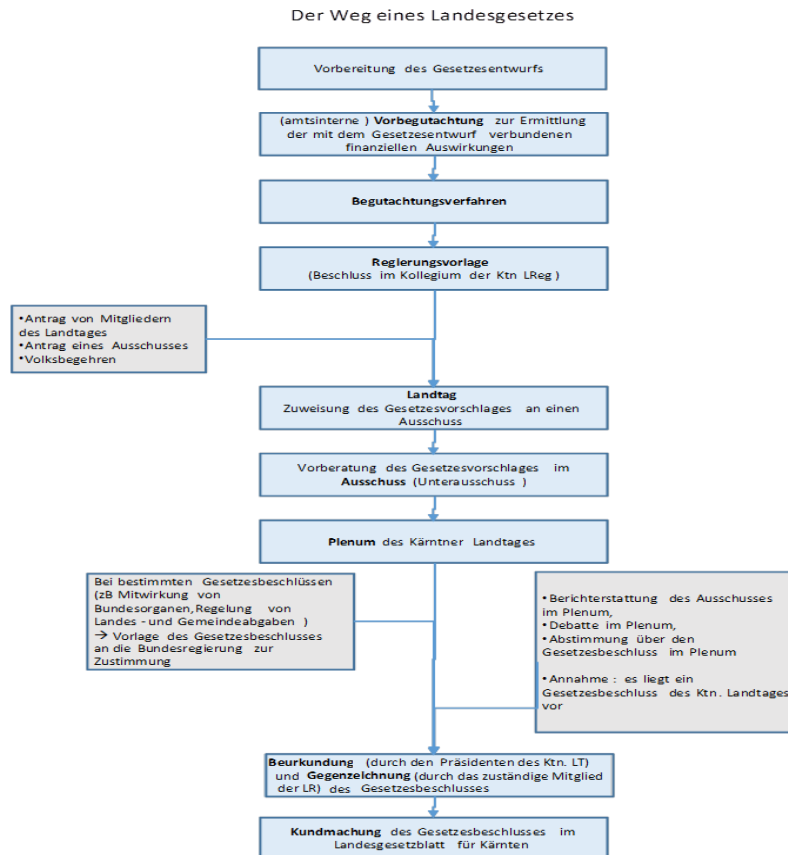 Der Weg eines Landesgesetzes
Vorbereitung des Gesetzesentwurfs
(amtsinterne ) Vorbegutachtung zur Ermittlung
der mit dem Gesetzesentwurf verbundenen
finanziellen Auswirkungen
Begutachtungsverfahren
Regierungsvorlage
(Beschluss im Kollegium der Ktn LReg )
•Antrag von Mitgliedern
des Landtages
•Antrag eines Ausschusses
•Volksbegehren
Landtag
Zuweisung des Gesetzesvorschlages an einen
Ausschuss
Vorberatung des Gesetzesvorschlages im
Ausschuss (Unterausschuss )
Plenum des Kärntner Landtages
Bei bestimmten Gesetzesbeschlüssen
(zB Mitwirkung von
Bundesorganen, Regelung von
Landes - und Gemeindeabgaben )
→ Vorlage des Gesetzesbeschlusses
an die Bundesregierung zur
Zustimmung
•Berichterstattung des Ausschusses
im Plenum,
•Debatte im Plenum,
•Abstimmung über den
Gesetzesbeschluss im Plenum
•Annahme : es liegt ein
Gesetzesbeschluss des Ktn. Landtages
vor
Beurkundung (durch den Präsidenten des Ktn. LT)
und Gegenzeichnung (durch das zuständige Mitglied
der LR) des Gesetzesbeschlusses
Kundmachung des Gesetzesbeschlusses im
Landesgesetzblatt für Kärnten